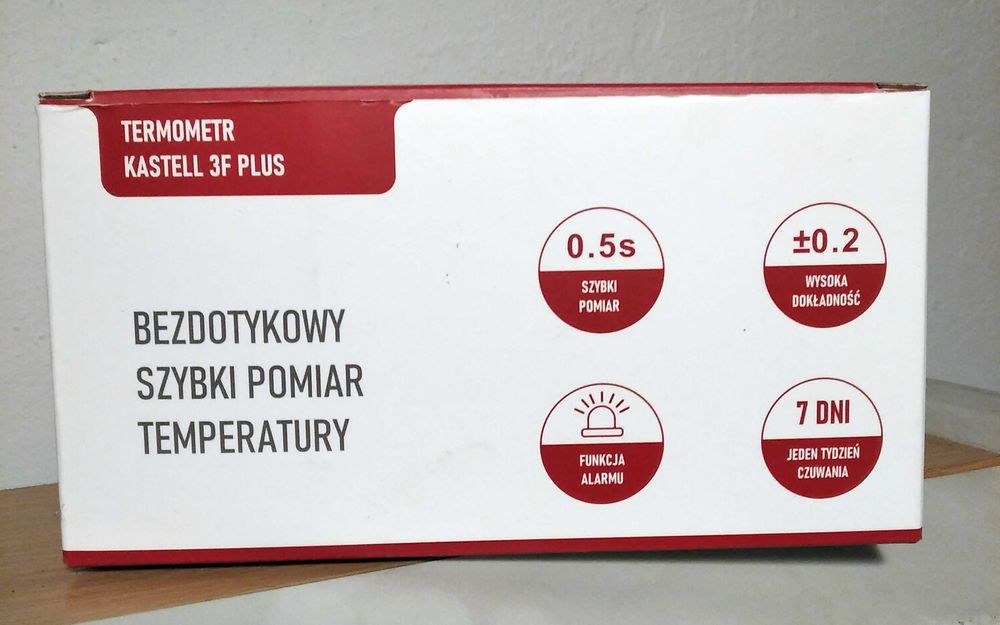 TERMOMETR
KASTELL 3F PLUS
BEZDOTYKOWY
SZYBKI POMIAR
TEMPERATURY
0.5s
SZYBKI
POMIAR
±0.2
WYSOKA
DOKŁADNOŚĆ
FUNKCJA
ALARMU
7 DNI
JEDEN TYDZIEŃ
CZUWANIA